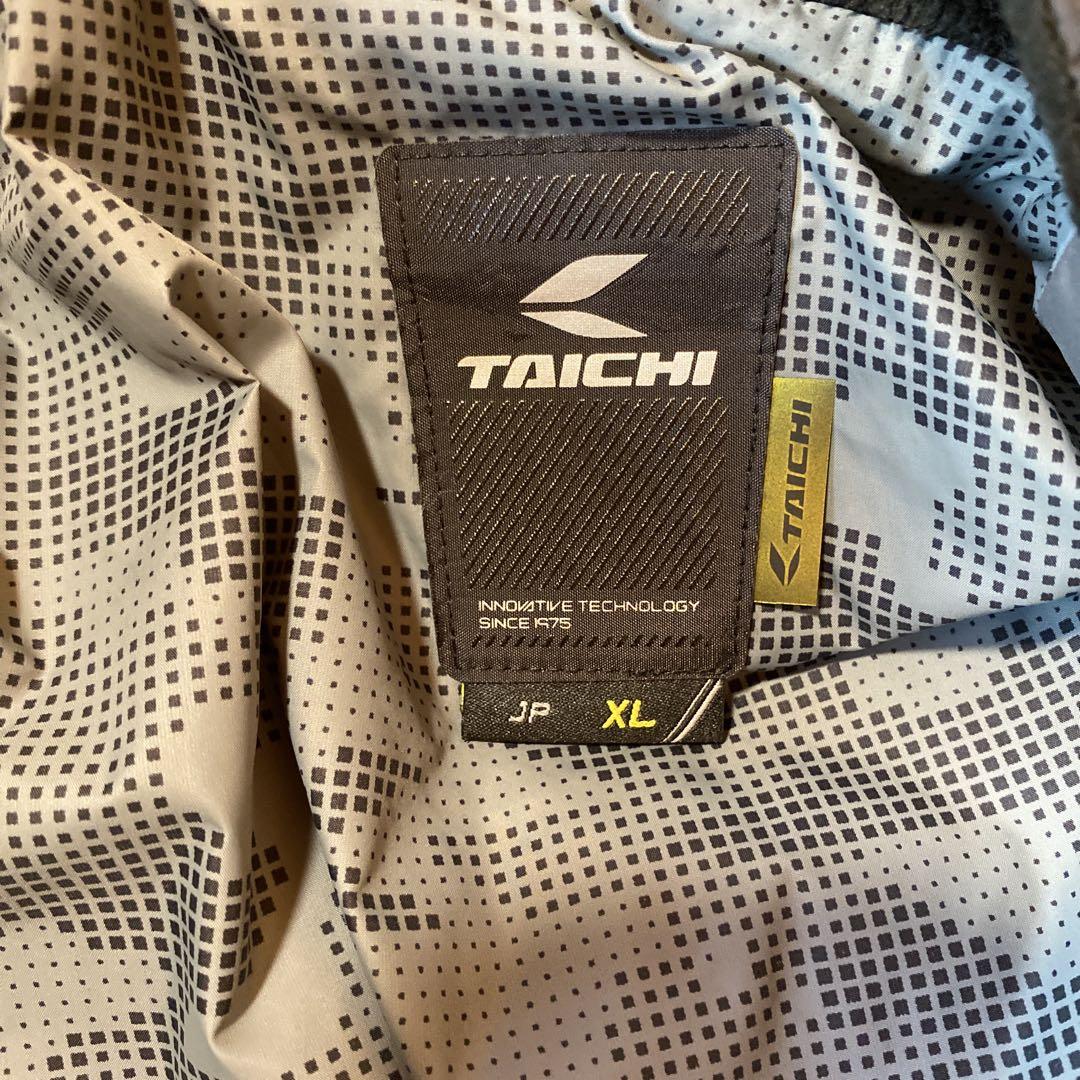 TAICHI
TAICHI
INNOVATIVE TECHNOLOGY
SINCE 1975
JP XL